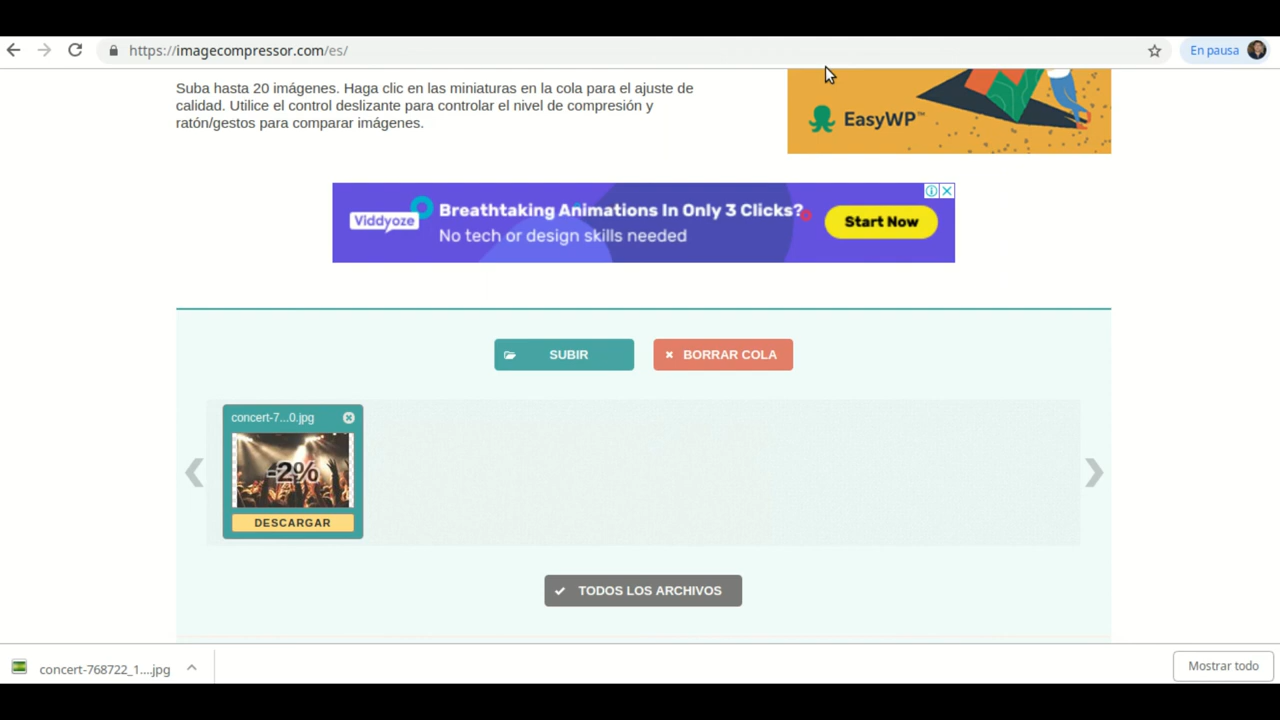 https://imagecompressor.com/es/
En pausa
Suba hasta 20 imágenes. Haga clic en las miniaturas en la cola para el ajuste de
calidad. Utilice el control deslizante para controlar el nivel de compresión y
ratón/gestos para comparar imágenes.
EasyWP™
Viddyoze
Breathtaking Animations In Only 3 Clicks?
No tech or design skills needed
Start Now
SUBIR
BORRAR COLA
concert-7...0.jpg
-2%
DESCARGAR
TODOS LOS ARCHIVOS
concert-768722_1....jpg
Mostrar todo